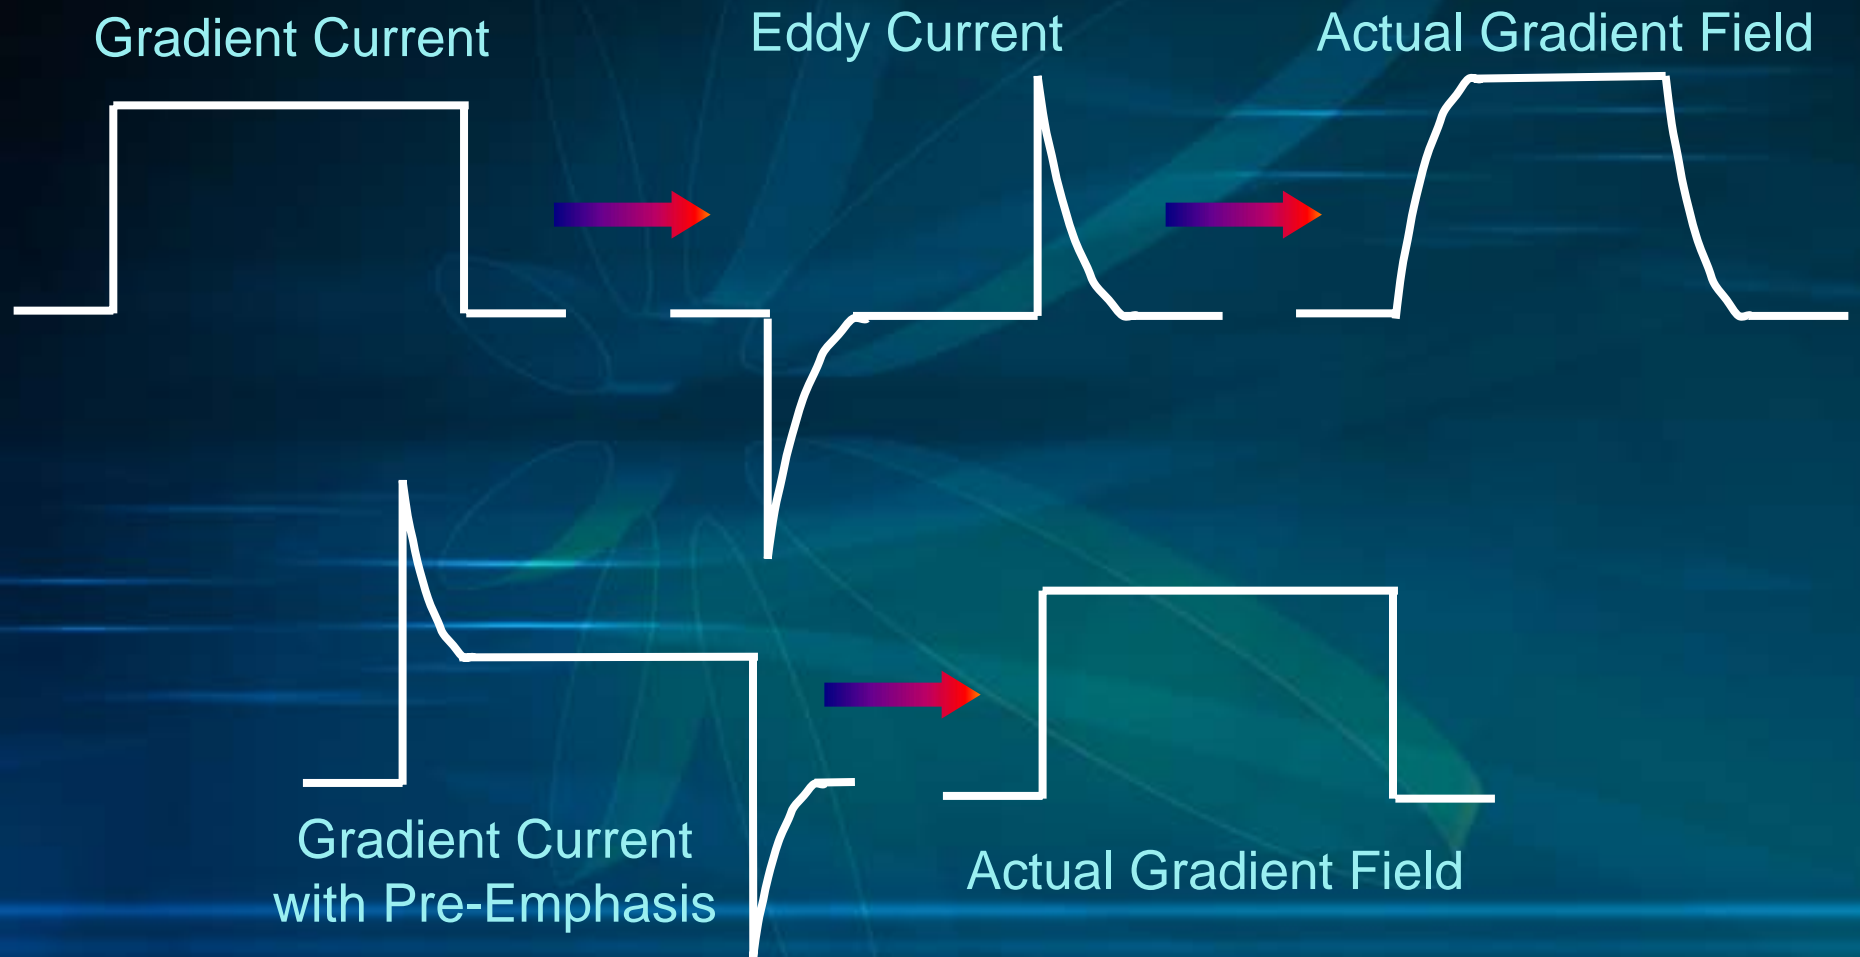 Gradient Current
Eddy Current
Actual Gradient Field
Gradient Current
with Pre-Emphasis
Actual Gradient Field